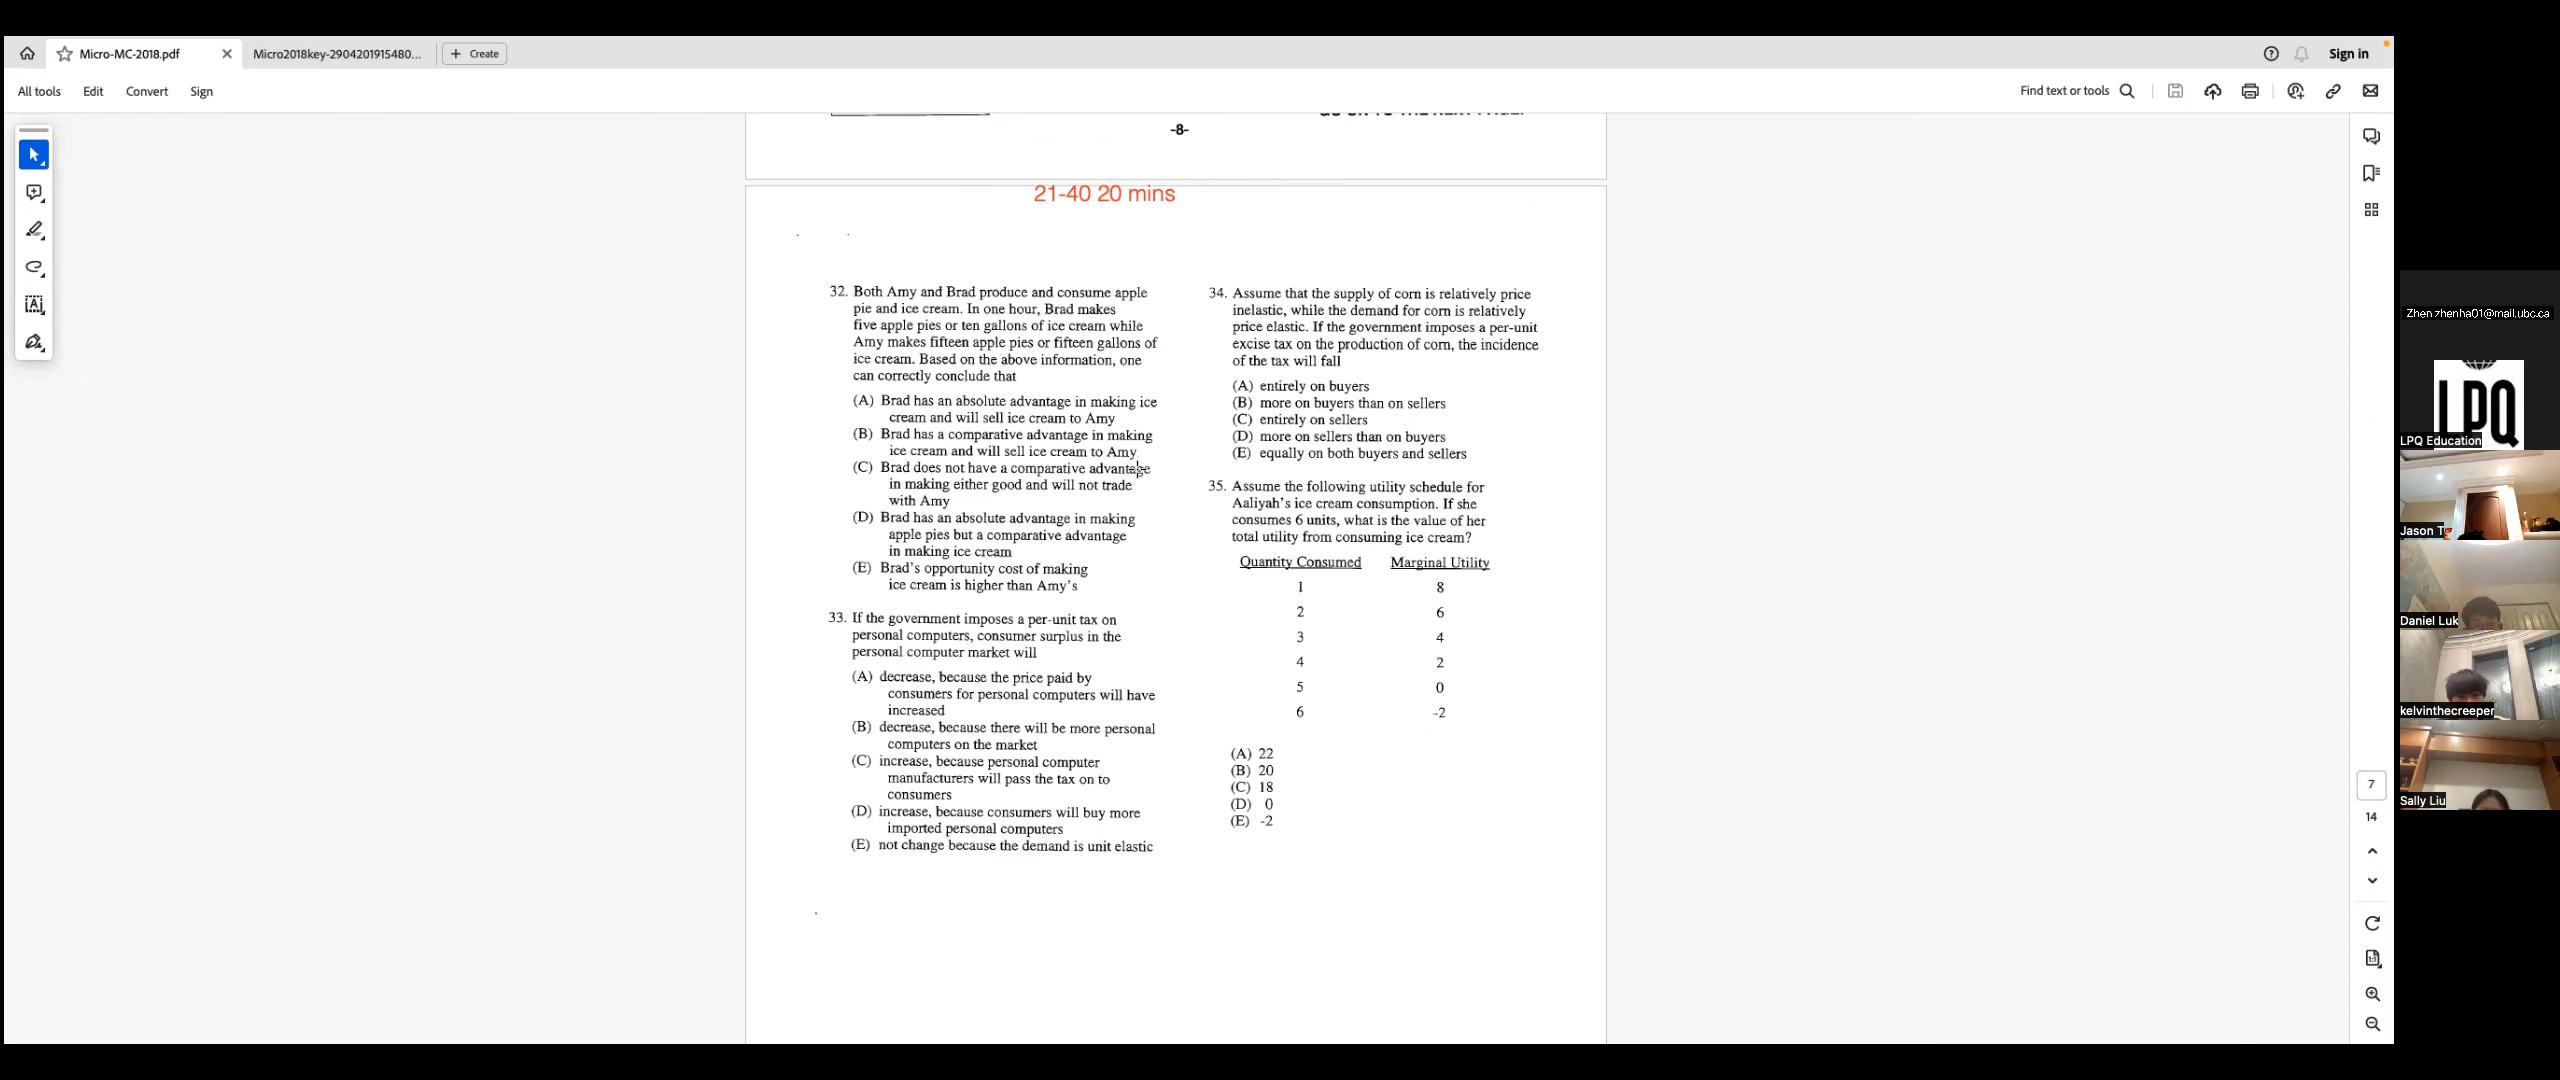 Micro-MC-2018.pdf
Micro2018key-2904201915480...
Create
Sign in
All tools
Edit
Convert
Sign
Find text or tools
-8-
21-40 20 mins
32. Both Amy and Brad produce and consume apple
pie and ice cream. In one hour, Brad makes
five apple pies or ten gallons of ice cream while
Amy makes fifteen apple pies or fifteen gallons of
ice cream. Based on the above information, one
can correctly conclude that
(A) Brad has an absolute advantage in making ice
cream and will sell ice cream to Amy
(B) Brad has a comparative advantage in making
ice cream and will sell ice cream to Amy
(C) Brad does not have a comparative advantage
in making either good and will not trade
with Amy
(D) Brad has an absolute advantage in making
apple pies but a comparative advantage
in making ice cream
(E) Brad's opportunity cost of making
ice cream is higher than Amy's
33. If the government imposes a per-unit tax on
personal computers, consumer surplus in the
personal computer market will
(A) decrease, because the price paid by
consumers for personal computers will have
increased
(B) decrease, because there will be more personal
computers on the market
(C) increase, because personal computer
manufacturers will pass the tax on to
consumers
(D) increase, because consumers will buy more
imported personal computers
(E) not change because the demand is unit elastic
34. Assume that the supply of corn is relatively price
inelastic, while the demand for corn is relatively
price elastic. If the government imposes a per-unit
excise tax on the production of corn, the incidence
of the tax will fall
(A) entirely on buyers
(B) more on buyers than on sellers
(C) entirely on sellers
(D) more on sellers than on buyers
(E) equally on both buyers and sellers
35. Assume the following utility schedule for
Aaliyah's ice cream consumption. If she
consumes 6 units, what is the value of her
total utility from consuming ice cream?
Quantity Consumed Marginal Utility
1 8
2 6
3 4
4 2
5 0
6 -2
(A) 22
(B) 20
(C) 18
(D) 0
(E) -2
7
14
Zhen zhenha01@mail.ubc.ca
LPQ
LPQ Education
Jason T
Daniel Luk
kelvinthecreeper
Sally Liu